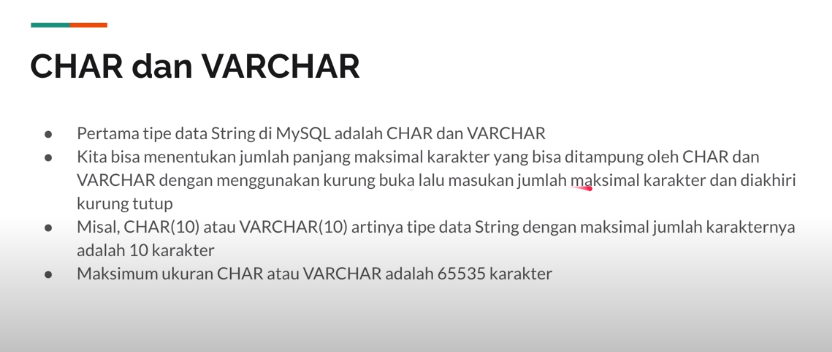 CHAR dan VARCHAR
● Pertama tipe data String di MySQL adalah CHAR dan VARCHAR
● Kita bisa menentukan jumlah panjang maksimal karakter yang bisa ditampung oleh CHAR dan
VARCHAR dengan menggunakan kurung buka lalu masukan jumlah maksimal karakter dan diakhiri
kurung tutup
● Misal, CHAR(10) atau VARCHAR(10) artinya tipe data String dengan maksimal jumlah karakternya
adalah 10 karakter
● Maksimum ukuran CHAR atau VARCHAR adalah 65535 karakter